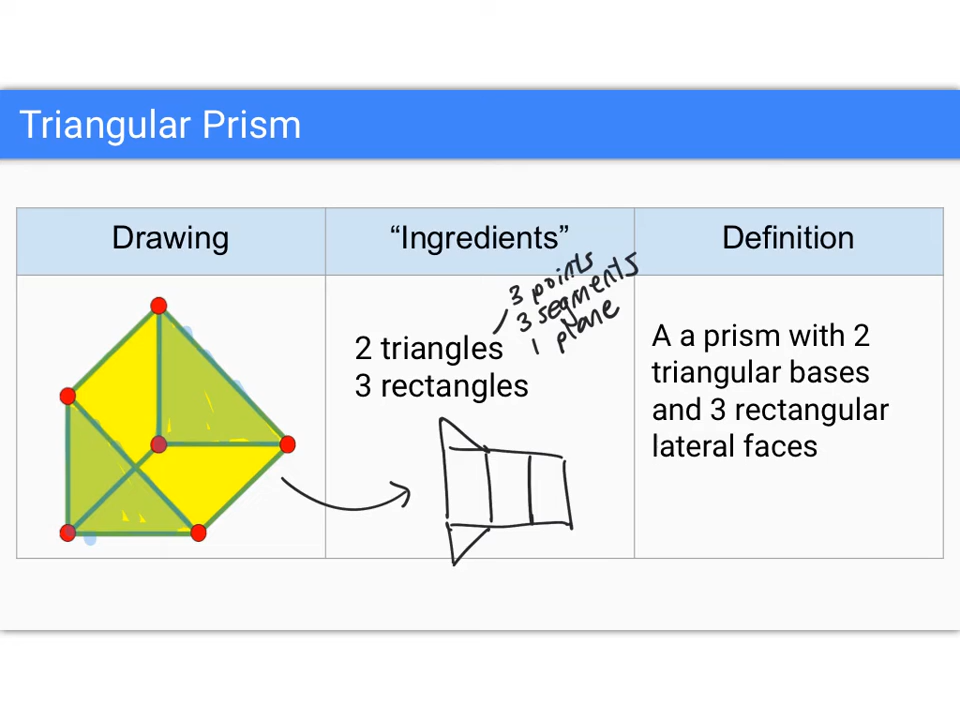 Triangular Prism
Drawing
“Ingredients”
Definition
3 points
3 segments
1 plane
2 triangles
3 rectangles
A a prism with 2
triangular bases
and 3 rectangular
lateral faces